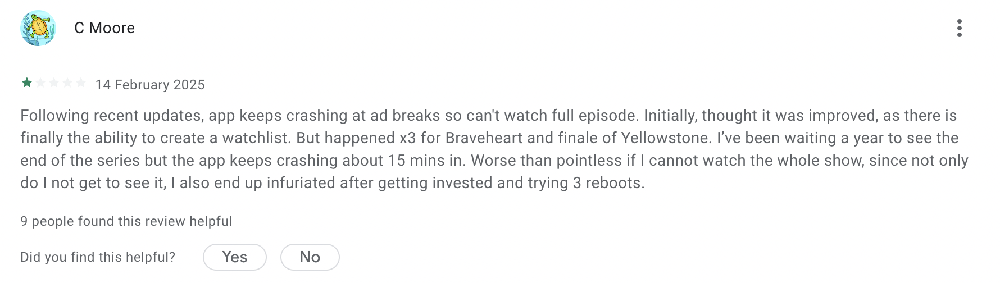 C Moore
14 February 2025
Following recent updates, app keeps crashing at ad breaks so can't watch full episode. Initially, thought it was improved, as there is
finally the ability to create a watchlist. But happened x3 for Braveheart and finale of Yellowstone. I’ve been waiting a year to see the
end of the series but the app keeps crashing about 15 mins in. Worse than pointless if I cannot watch the whole show, since not only
do I not get to see it, I also end up infuriated after getting invested and trying 3 reboots.
9 people found this review helpful
Did you find this helpful? Yes No